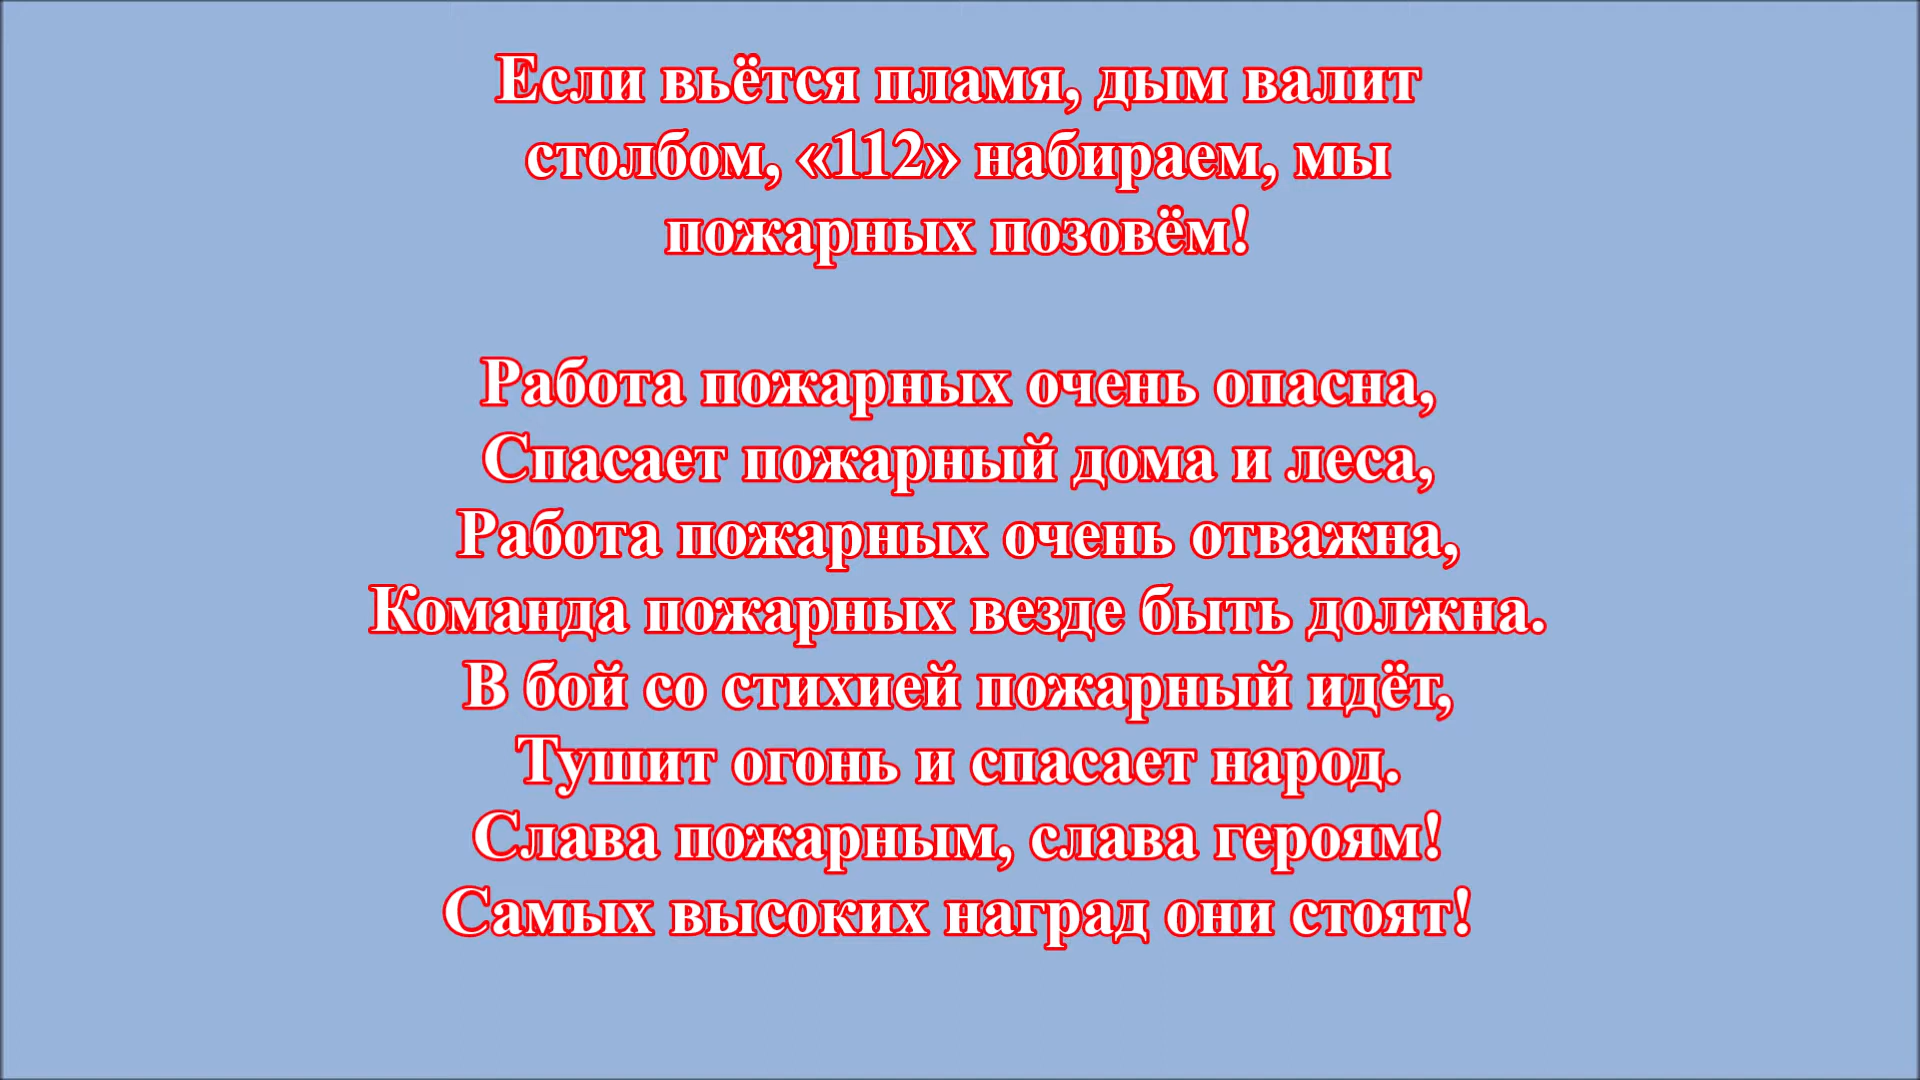 Если вьётся пламя, дым валит
столбом, «112» набираем, мы
пожарных позовём!
Работа пожарных очень опасна,
Спасает пожарный дома и леса,
Работа пожарных очень отважна,
Команда пожарных везде быть должна.
В бой со стихией пожарный идёт,
Тушит огонь и спасает народ.
Слава пожарным, слава героям!
Самых высоких наград они стоят!